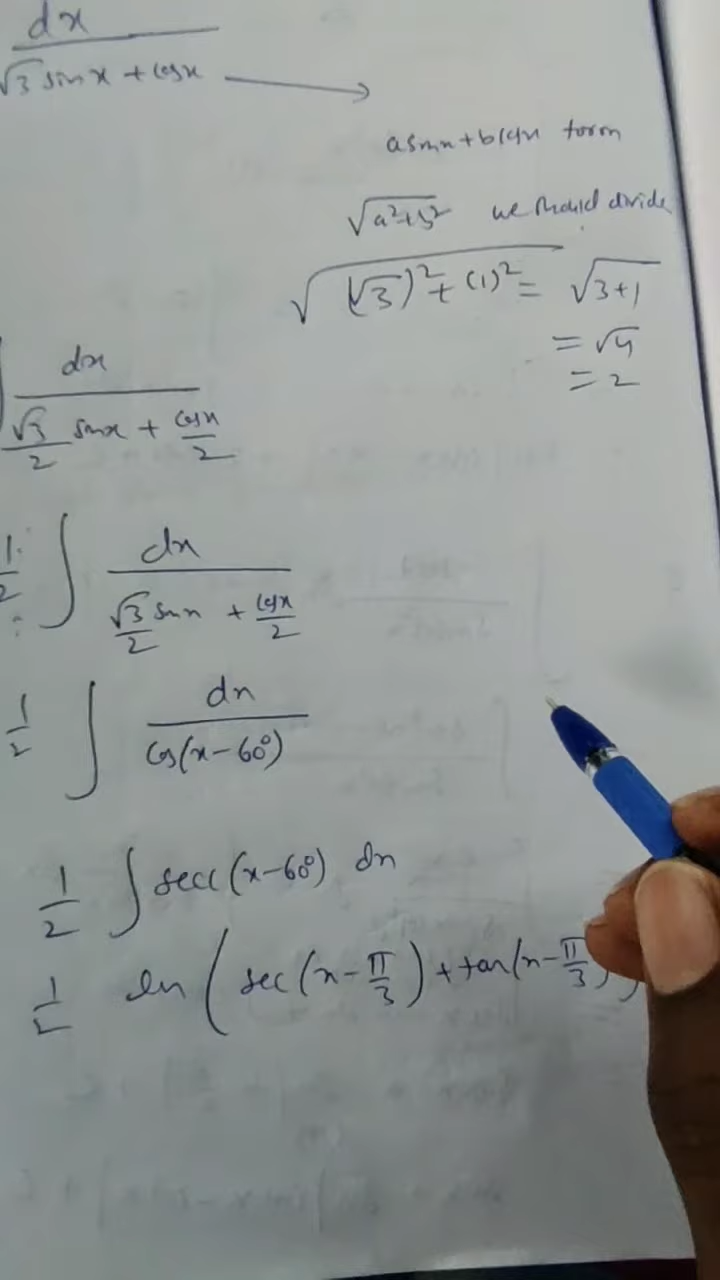 dx
√3 sinx + cosx ⟶
asinx + bcosx form
√a²+b² we should divide
√(√3)²+(1)² = √3+1
= √4
= 2
dx
√3/2 sinx + cosx/2
1/2 ∫ dx
√3/2 sinx + cosx/2
1/2 ∫ dx
cos(x-60°)
1/2 ∫ secc(x-60°) dx
1/2 ln ( sec(x-π/3) + tan(x-π/3) )